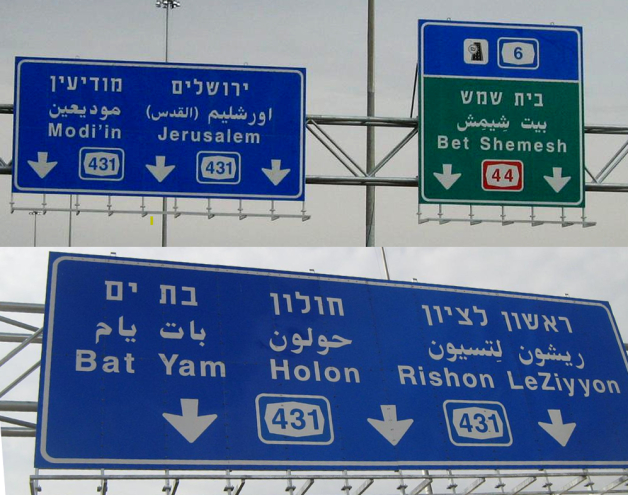 מודיעין ירושלים
موديعين اورشليم (القدس)
Modi'in Jerusalem
431 431
6
בית שמש
بيت شِيمِش
Bet Shemesh
44
בת ים חולון ראשון לציון
بات يام حولون ريشون لِتسيون
Bat Yam Holon Rishon LeZiyyon
431 431